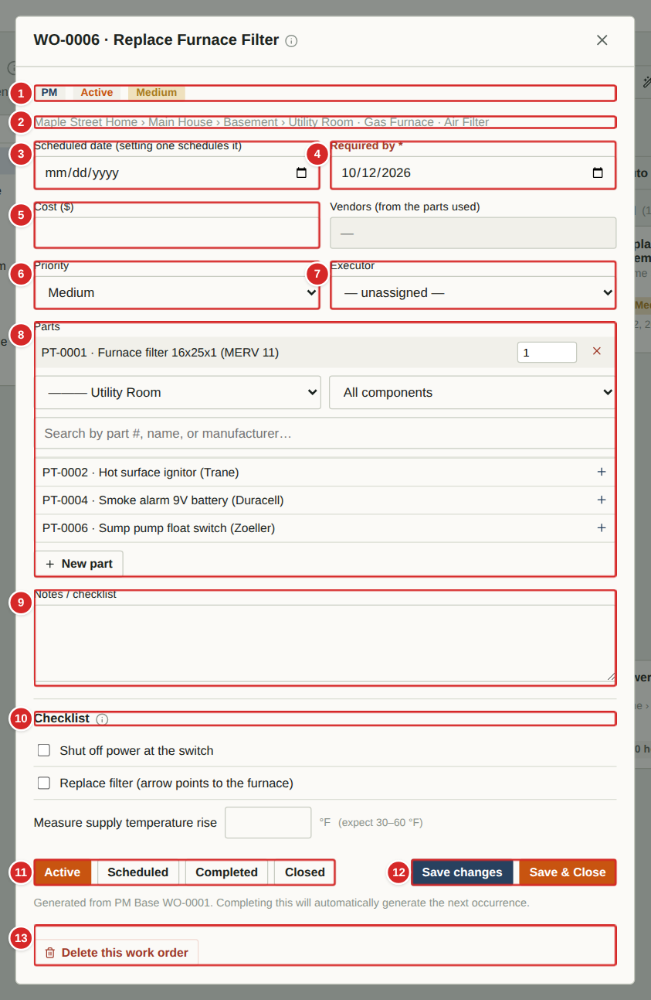 WO-0006 · Replace Furnace Filter
1 PM Active Medium
2 Maple Street Home › Main House › Basement › Utility Room · Gas Furnace · Air Filter
3 Scheduled date (setting one schedules it) 4 Required by *
mm/dd/yyyy 10/12/2026
5 Cost ($) Vendors (from the parts used)
—
6 Priority 7 Executor
Medium — unassigned —
8 Parts
PT-0001 · Furnace filter 16x25x1 (MERV 11) 1
——— Utility Room All components
Search by part #, name, or manufacturer…
PT-0002 · Hot surface ignitor (Trane) +
PT-0004 · Smoke alarm 9V battery (Duracell) +
PT-0006 · Sump pump float switch (Zoeller) +
+ New part
9 Notes / checklist
10 Checklist
Shut off power at the switch
Replace filter (arrow points to the furnace)
Measure supply temperature rise °F (expect 30–60 °F)
11 Active Scheduled Completed Closed 12 Save changes Save & Close
Generated from PM Base WO-0001. Completing this will automatically generate the next occurrence.
13 Delete this work order